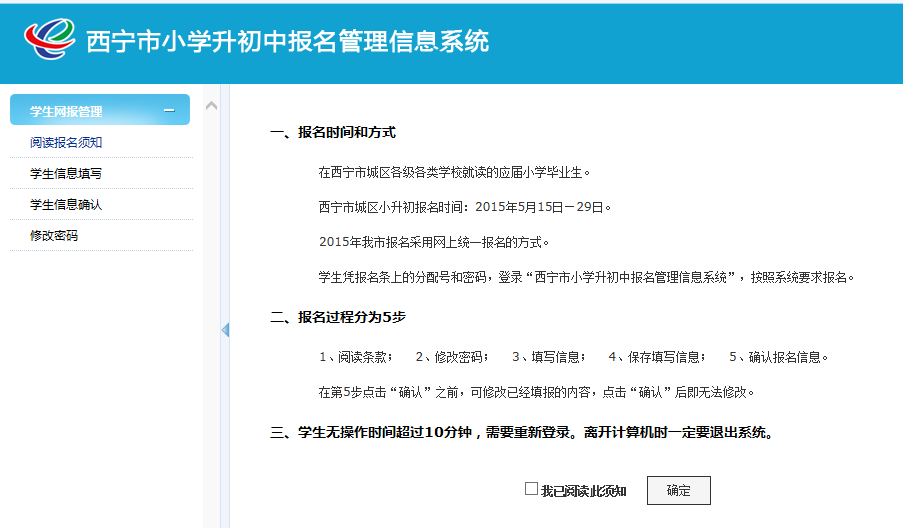 西宁市小学升初中报名管理信息系统
学生网报管理
阅读报名须知
学生信息填写
学生信息确认
修改密码
一、报名时间和方式
在西宁市城区各级各类学校就读的应届小学毕业生。
西宁市城区小升初报名时间：2015年5月15日－29日。
2015年我市报名采用网上统一报名的方式。
学生凭报名条上的分配号和密码，登录“西宁市小学升初中报名管理信息系统”，按照系统要求报名。
二、报名过程分为5步
1、阅读条款； 2、修改密码； 3、填写信息； 4、保存填写信息； 5、确认报名信息。
在第5步点击“确认”之前，可修改已经填报的内容，点击“确认”后即无法修改。
三、学生无操作时间超过10分钟，需要重新登录。离开计算机时一定要退出系统。
我已阅读此须知 确定